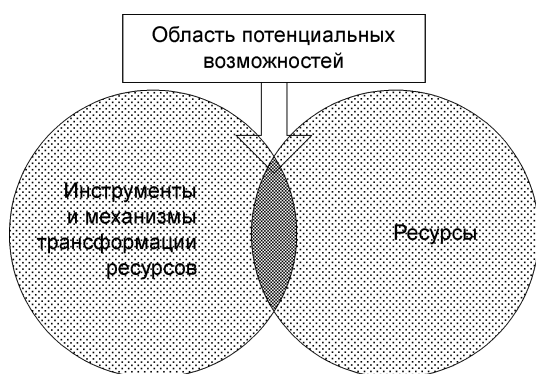 Область потенциальных
возможностей
Инструменты
и механизмы
трансформации
ресурсов
Ресурсы